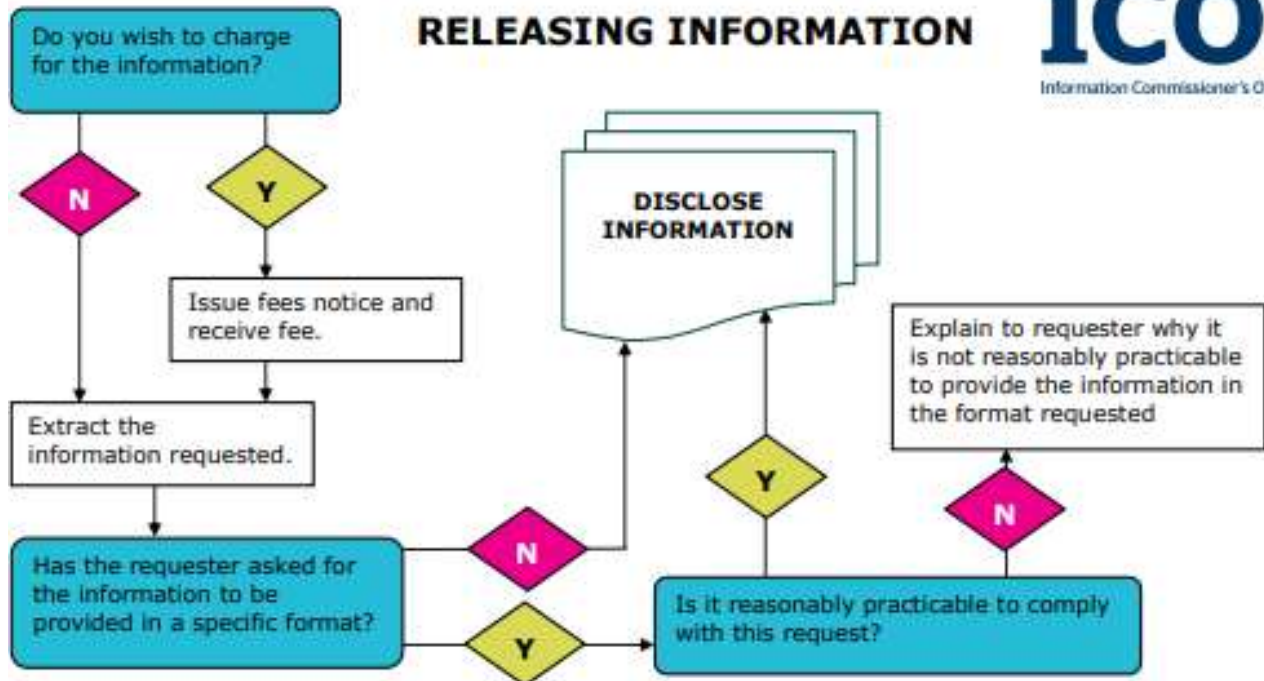 RELEASING INFORMATION
ICO
Information Commissioner's O
Do you wish to charge
for the information?
N
Y
Issue fees notice and
receive fee.
DISCLOSE
INFORMATION
Explain to requester why it
is not reasonably practicable
to provide the information in
the format requested
Extract the
information requested.
Y
N
N
Has the requester asked for
the information to be
provided in a specific format?
Y
Is it reasonably practicable to comply
with this request?